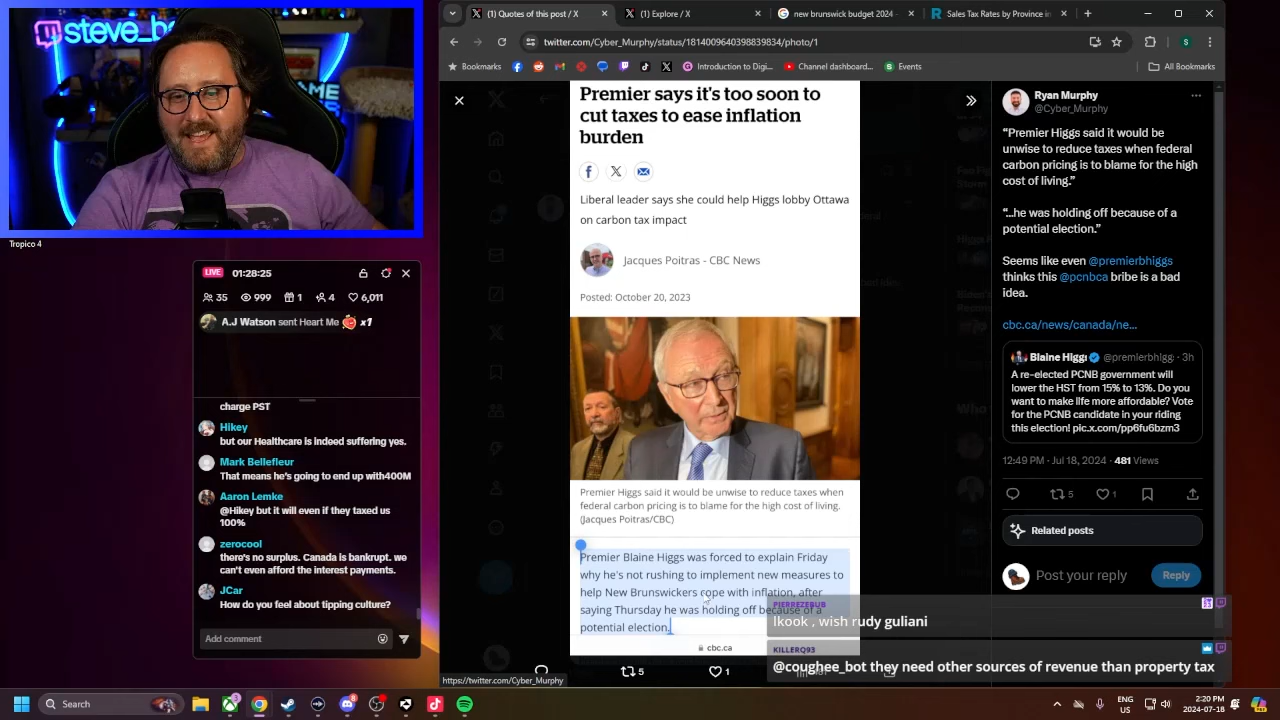 steve_b
GAME
Tropico 4
LIVE 01:28:25
35 999 1 4 6,011
A.J Watson sent Heart Me x1
charge PST
Hikey
but our Healthcare is indeed suffering yes.
Mark Bellefleur
That means he's going to end up with400M
Aaron Lemke
@Hikey but it will even if they taxed us
100%
zerocool
there's no surplus. Canada is bankrupt. we
can't even afford the interest payments.
JCar
How do you feel about tipping culture?
Add comment
(1) Quotes of this post / X
(1) Explore / X
new brunswick 2024
Sales Tax Rates by Province i
twitter.com/Cyber_Murphy/status/1814009640398839834/photo/1
Bookmarks
Introduction to Digi...
Channel dashboard...
Events
All Bookmarks
Premier says it's too soon to
cut taxes to ease inflation
burden
Liberal leader says she could help Higgs lobby Ottawa
on carbon tax impact
Jacques Poitras - CBC News
Posted: October 20, 2023
Premier Higgs said it would be unwise to reduce taxes when
federal carbon pricing is to blame for the high cost of living.
(Jacques Poitras/CBC)
Premier Blaine Higgs was forced to explain Friday
why he's not rushing to implement new measures to
help New Brunswickers cope with inflation, after
saying Thursday he was holding off because of a
potential election.
cbc.ca
5 1
https://twitter.com/Cyber_Murphy
Ryan Murphy
@Cyber_Murphy
“Premier Higgs said it would be
unwise to reduce taxes when federal
carbon pricing is to blame for the high
cost of living.”
“...he was holding off because of a
potential election.”
Seems like even @premierbhiggs
thinks this @pcnbca bribe is a bad
idea.
cbc.ca/news/canada/ne...
Blaine Higgs @premierbhigg · 3h
A re-elected PCNB government will
lower the HST from 15% to 13%. Do you
want to make life more affordable? Vote
for the PCNB candidate in your riding
this election! pic.x.com/pp6fu6bzm3
12:49 PM · Jul 18, 2024 · 481 Views
5 1
Related posts
Post your reply
Reply
PIERREZEBUB
lkook , wish rudy guliani
KILLERQ93
@coughee_bot they need other sources of revenue than property tax
Search
ENG
US
2:20 PM
2024-07-18